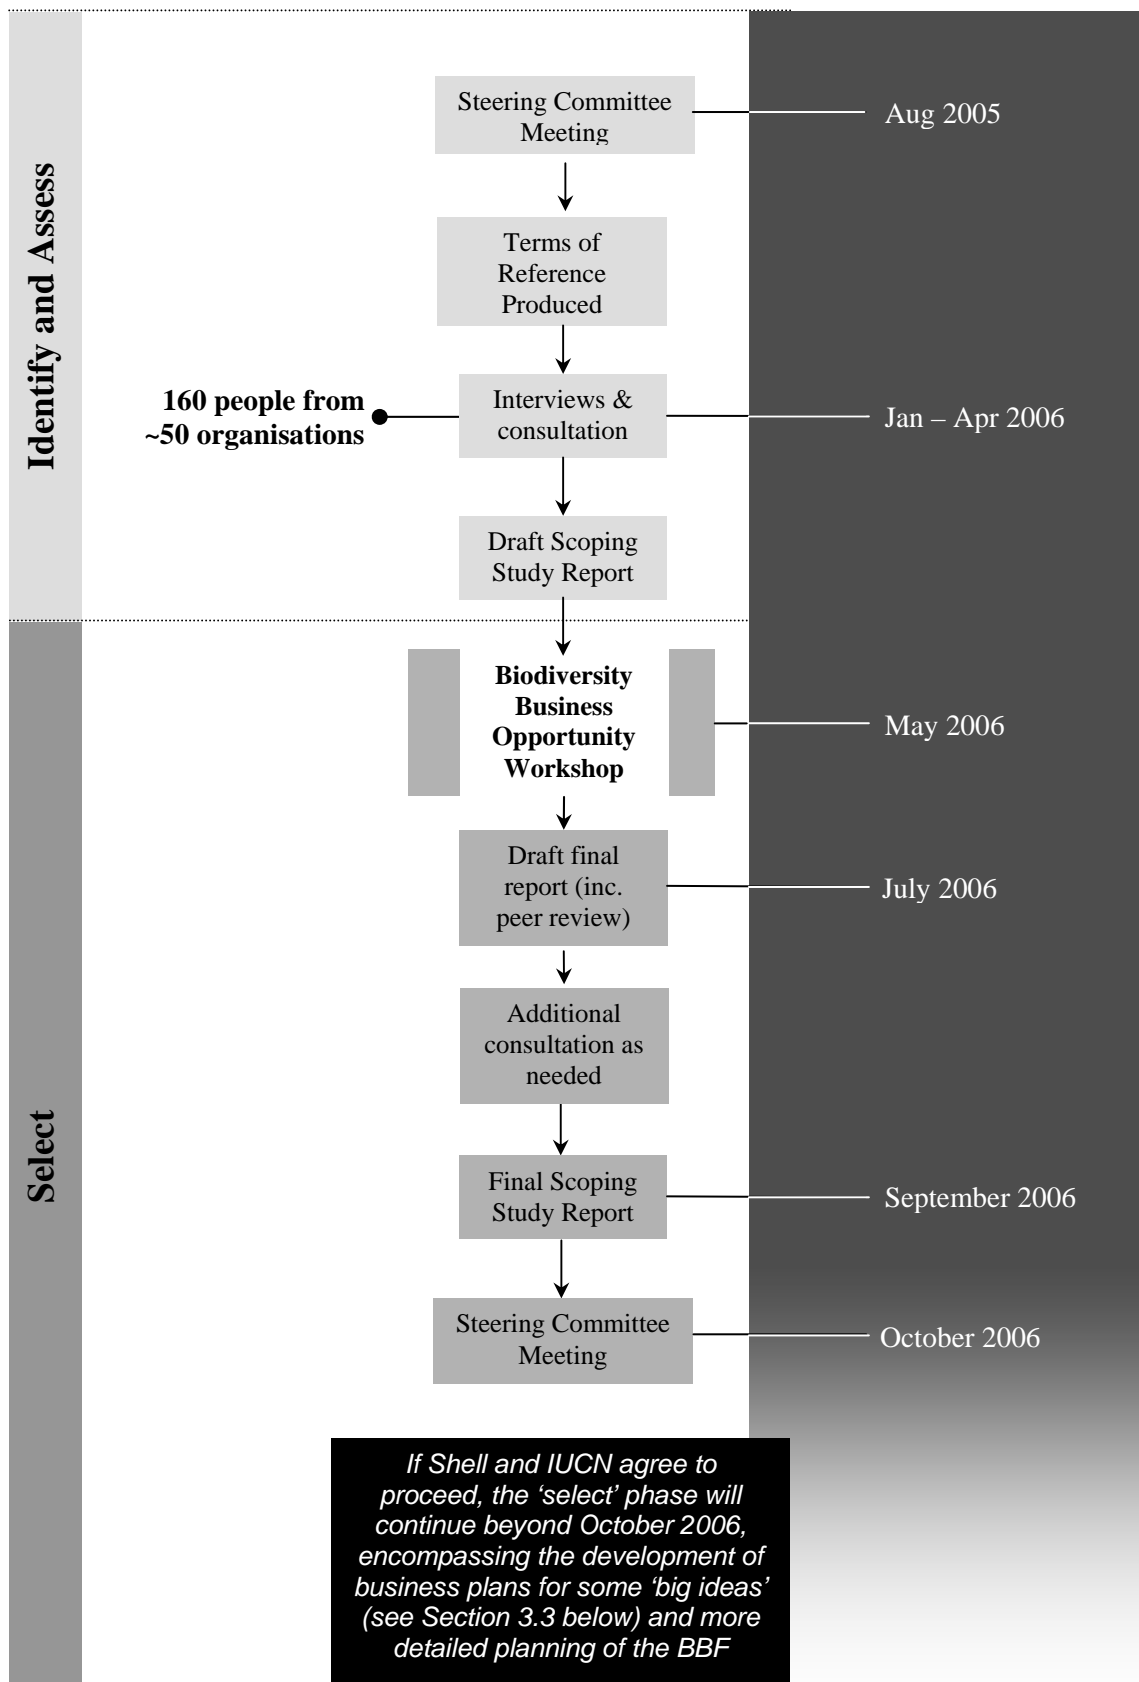 Identify and Assess
Steering Committee
Meeting
Aug 2005
Terms of
Reference
Produced
160 people from
~50 organisations
Interviews &
consultation
Jan – Apr 2006
Draft Scoping
Study Report
Select
Biodiversity
Business
Opportunity
Workshop
May 2006
Draft final
report (inc.
peer review)
July 2006
Additional
consultation as
needed
Final Scoping
Study Report
September 2006
Steering Committee
Meeting
October 2006
If Shell and IUCN agree to
proceed, the ‘select’ phase will
continue beyond October 2006,
encompassing the development of
business plans for some ‘big ideas’
(see Section 3.3 below) and more
detailed planning of the BBF